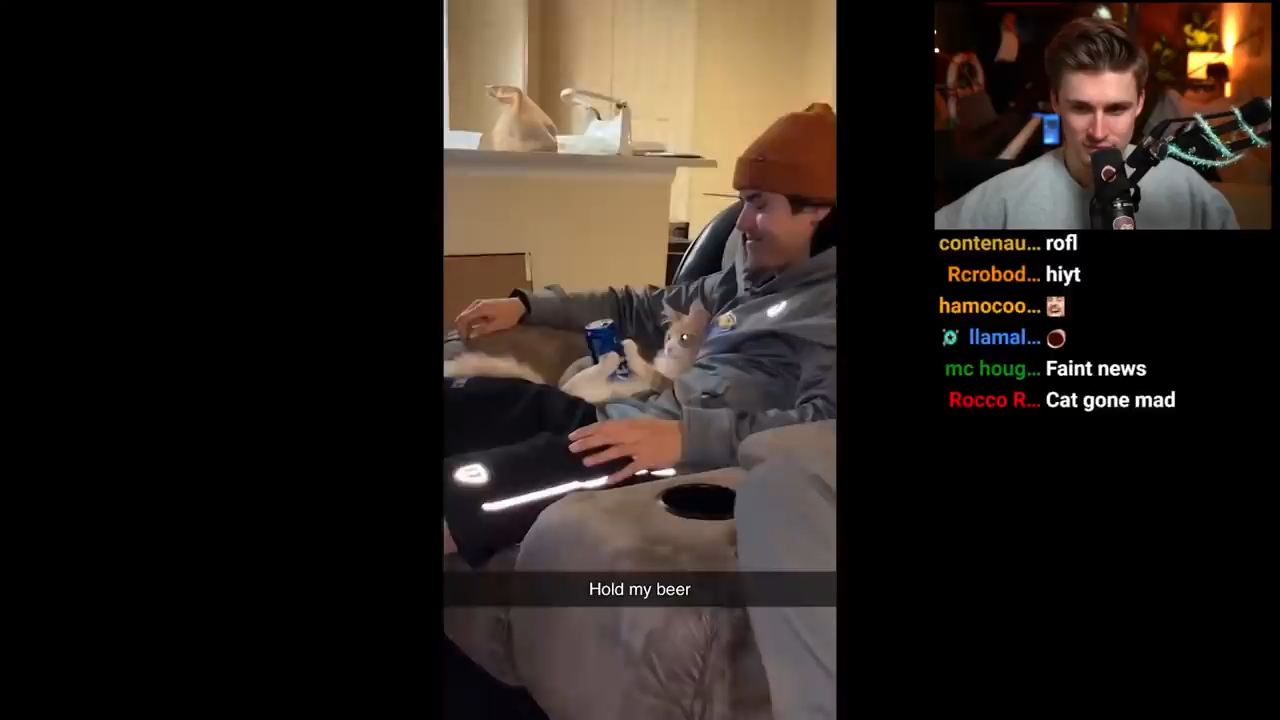 contenau... rofl
Rcrobod... hiyt
hamocoo...
llamal...
mc houg... Faint news
Rocco R... Cat gone mad
Hold my beer